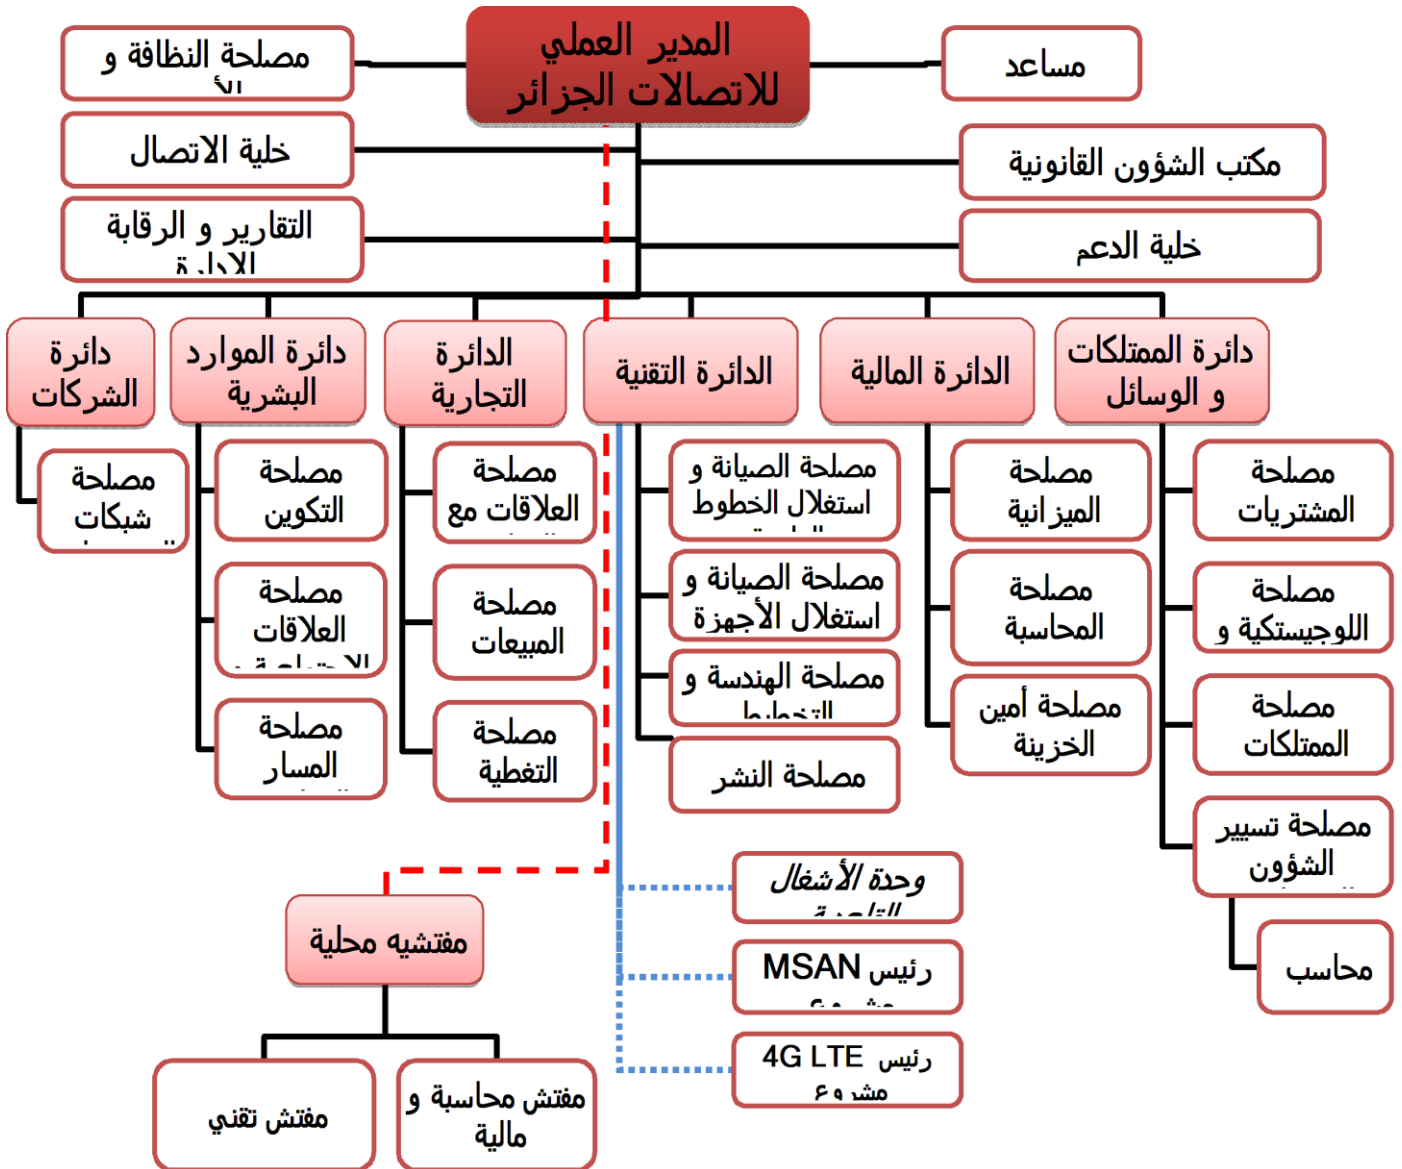 المدير العملي
للاتصالات الجزائر
مساعد
مصلحة النظافة و
مكتب الشؤون القانونية
خلية الاتصال
خلية الدعم
التقارير و الرقابة
الادارة
دائرة الممتلكات
و الوسائل
الدائرة المالية
الدائرة التقنية
الدائرة
التجارية
دائرة الموارد
البشرية
دائرة
الشركات
مصلحة
المشتريات
مصلحة
اللوجيستكية و
مصلحة
الممتلكات
مصلحة تسيير
الشؤون
محاسب
مصلحة
الميزانية
مصلحة
المحاسبة
مصلحة أمين
الخزينة
مصلحة الصيانة و
استغلال الخطوط
مصلحة الصيانة و
استغلال الأجهزة
مصلحة الهندسة و
التخطيط
مصلحة النشر
وحدة الأشغال
رئيس MSAN
مشروع
رئيس 4G LTE
مشروع
مصلحة
العلاقات مع
مصلحة
المبيعات
مصلحة
التغطية
مصلحة
التكوين
مصلحة
العلاقات
مصلحة
المسار
مصلحة
شبكات
مفتشيه محلية
مفتش محاسبة و
مالية
مفتش تقني